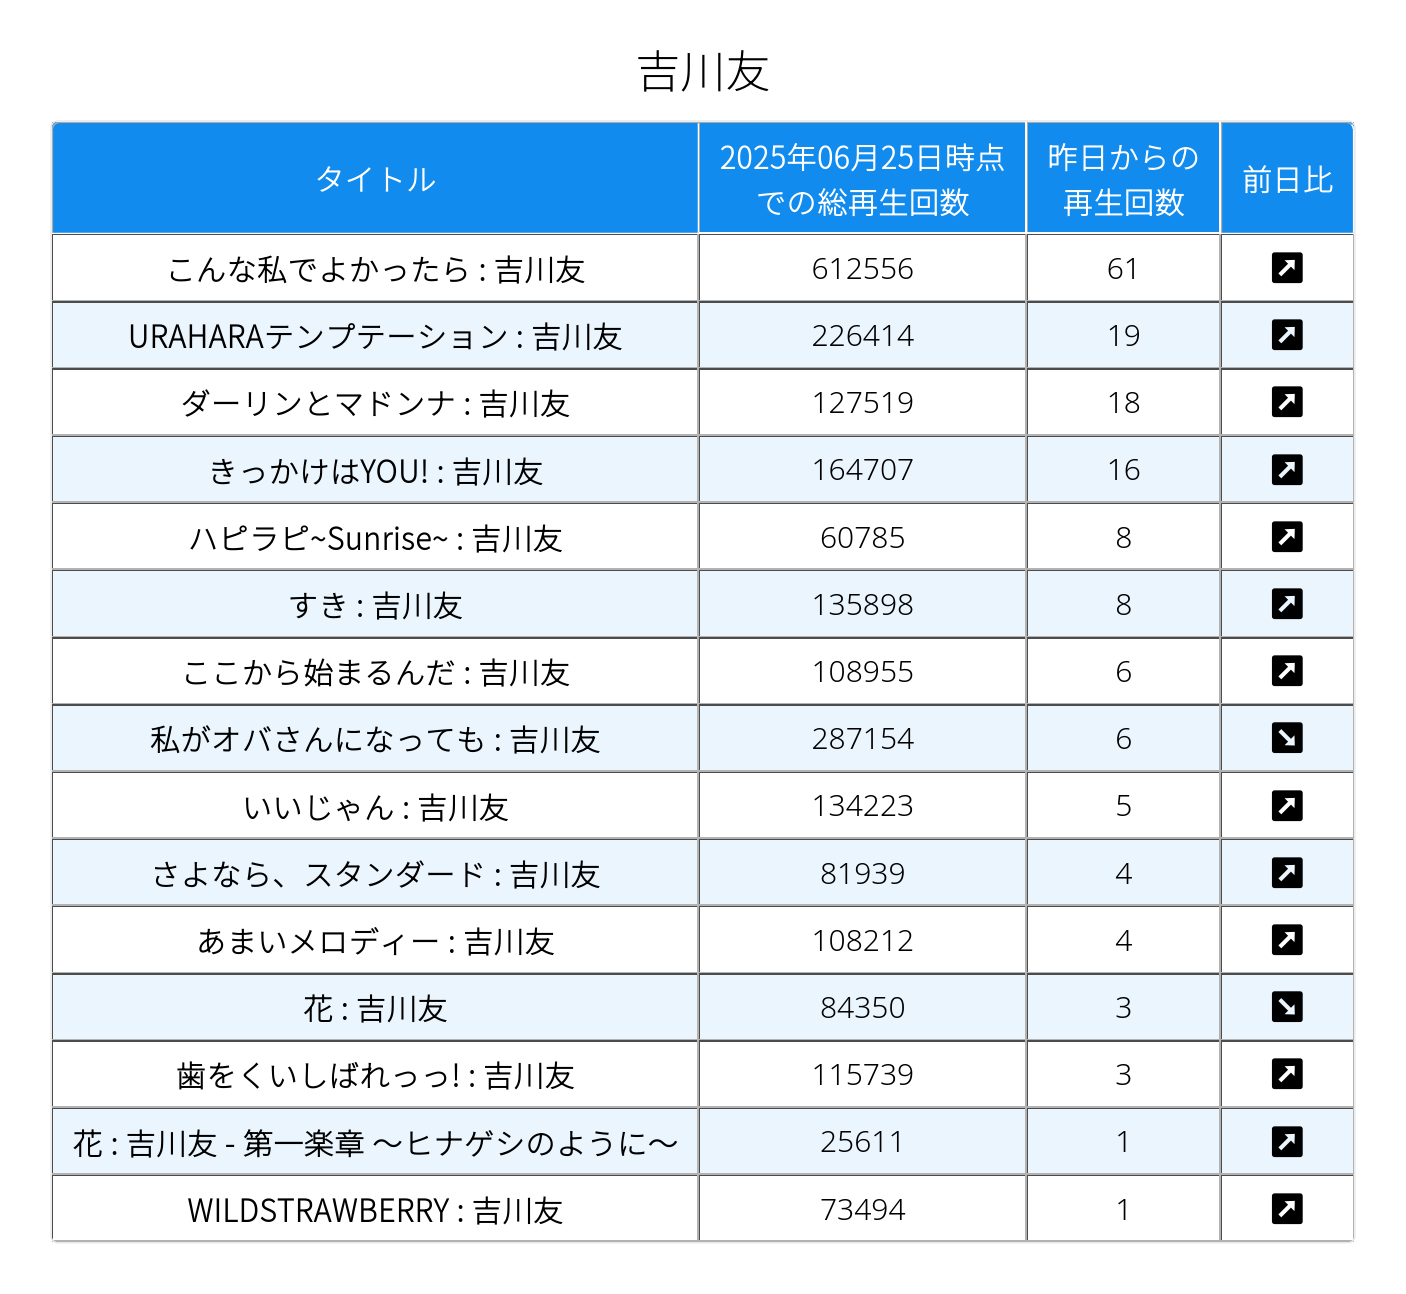 吉川友
タイトル 2025年06月25日時点での総再生回数 昨日からの再生回数 前日比
こんな私でよかったら : 吉川友 612556 61 ↗
URAHARAテンプテーション : 吉川友 226414 19 ↗
ダーリンとマドンナ : 吉川友 127519 18 ↗
きっかけはYOU! : 吉川友 164707 16 ↗
ハピラピ~Sunrise~ : 吉川友 60785 8 ↗
すき : 吉川友 135898 8 ↗
ここから始まるんだ : 吉川友 108955 6 ↗
私がオバさんになっても : 吉川友 287154 6 ↘
いいじゃん : 吉川友 134223 5 ↗
さよなら、スタンダード : 吉川友 81939 4 ↗
あまいメロディー : 吉川友 108212 4 ↗
花 : 吉川友 84350 3 ↘
歯をくいしばれっっ! : 吉川友 115739 3 ↗
花 : 吉川友 - 第一楽章 〜ヒナゲシのように〜 25611 1 ↗
WILDSTRAWBERRY : 吉川友 73494 1 ↗